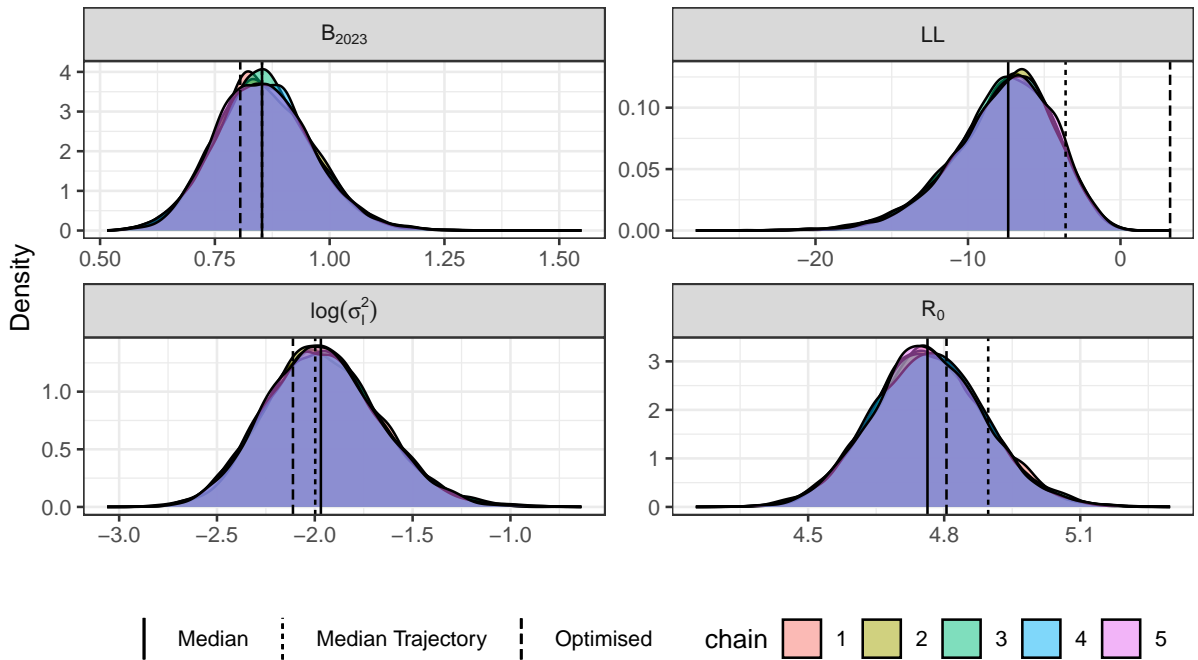 B₂₀₂₃
LL
Density
4
3
2
1
0
0.50 0.75 1.00 1.25 1.50
0.10
0.05
0.00
−20 −10 0
log(σ_I^2)
R₀
1.0
0.5
0.0
−3.0 −2.5 −2.0 −1.5 −1.0
3
2
1
0
4.5 4.8 5.1
Median Median Trajectory Optimised chain 1 2 3 4 5